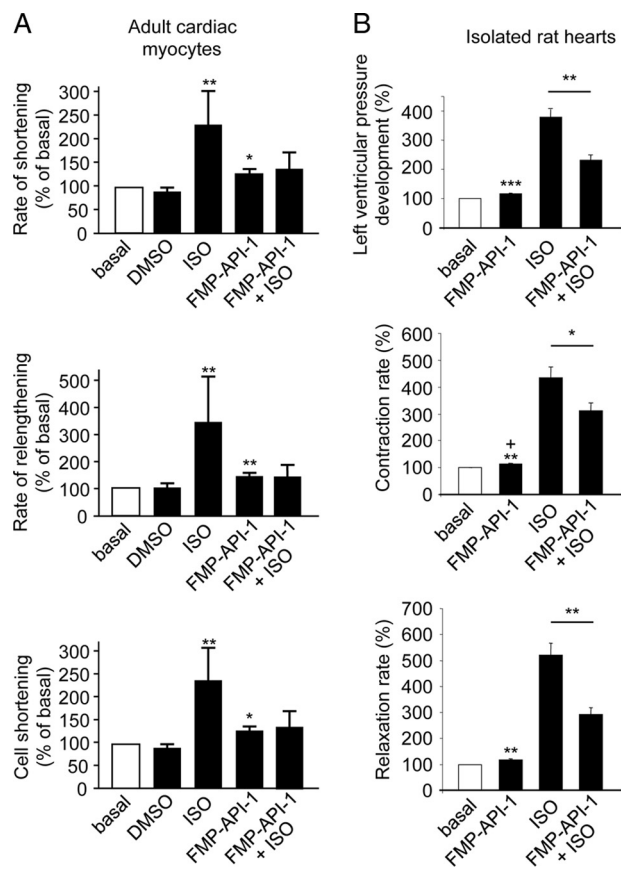 A
Adult cardiac
myocytes
Rate of shortening
(% of basal)
300
250
200
150
100
50
0
**
*
basal
DMSO
ISO
FMP-API-1
FMP-API-1
+ ISO
Rate of relengthening
(% of basal)
500
400
300
200
100
0
**
**
basal
DMSO
ISO
FMP-API-1
FMP-API-1
+ ISO
Cell shortening
(% of basal)
300
250
200
150
100
50
0
**
*
basal
DMSO
ISO
FMP-API-1
FMP-API-1
+ ISO
B
Isolated rat hearts
Left ventricular pressure
development (%)
400
300
200
100
0
***
**
basal
FMP-API-1
ISO
FMP-API-1
+ ISO
Contraction rate (%)
600
500
400
300
200
100
0
+
**
*
basal
FMP-API-1
ISO
FMP-API-1
+ ISO
Relaxation rate (%)
700
500
300
100
0
**
**
basal
FMP-API-1
ISO
FMP-API-1
+ ISO